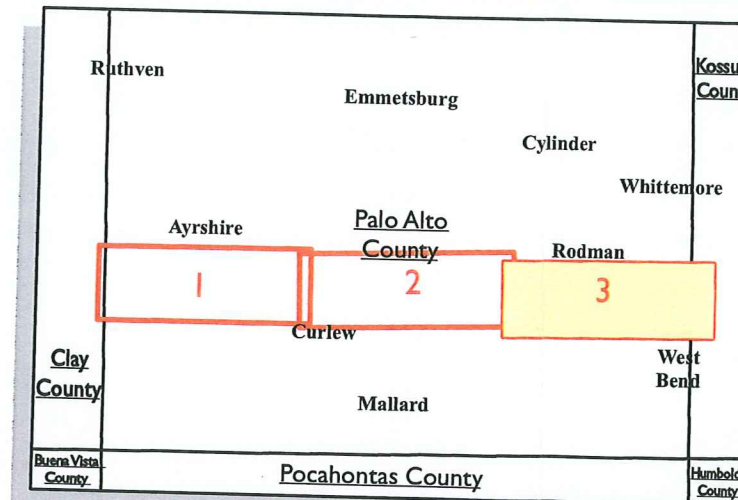 Ruthven
Kossu
Coun
Emmetsburg
Cylinder
Whittemore
Ayrshire
Palo Alto
County
Rodman
1
2
3
Curlew
Clay
County
West
Bend
Mallard
Buena Vista
County
Pocahontas County
Humbold
County